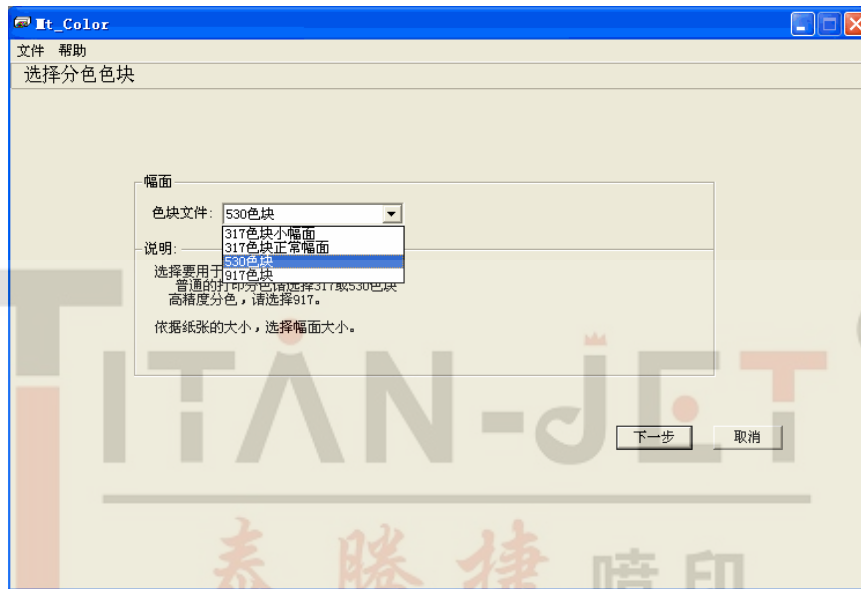 Mt_Color
文件 帮助
选择分色色块
幅面
色块文件: 530色块
317色块小幅面
317色块正常幅面
530色块
917色块
说明:
选择要用于
普通的打印分色请选择317或530色块
高精度分色，请选择917。
依据纸张的大小，选择幅面大小。
下一步 取消
TITAN-JET
泰腾捷 喷印